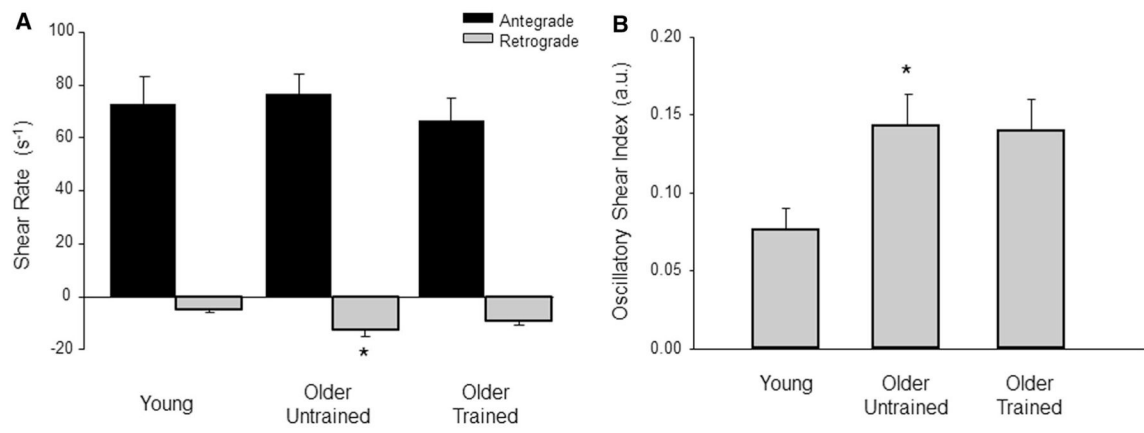 A
100
80
60
40
20
0
-20
Shear Rate (s⁻¹)
Antegrade
Retrograde
*
Young
Older
Untrained
Older
Trained
B
0.20
0.15
0.10
0.05
0.00
Oscillatory Shear Index (a.u.)
*
Young
Older
Untrained
Older
Trained